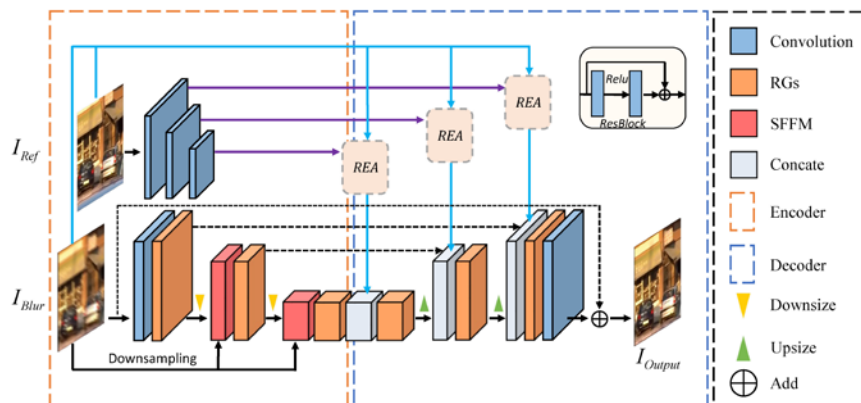 I_Ref
I_Blur
Downsampling
REA
REA
REA
Relu
ResBlock
I_Output
Convolution
RGs
SFFM
Concate
Encoder
Decoder
Downsize
Upsize
Add